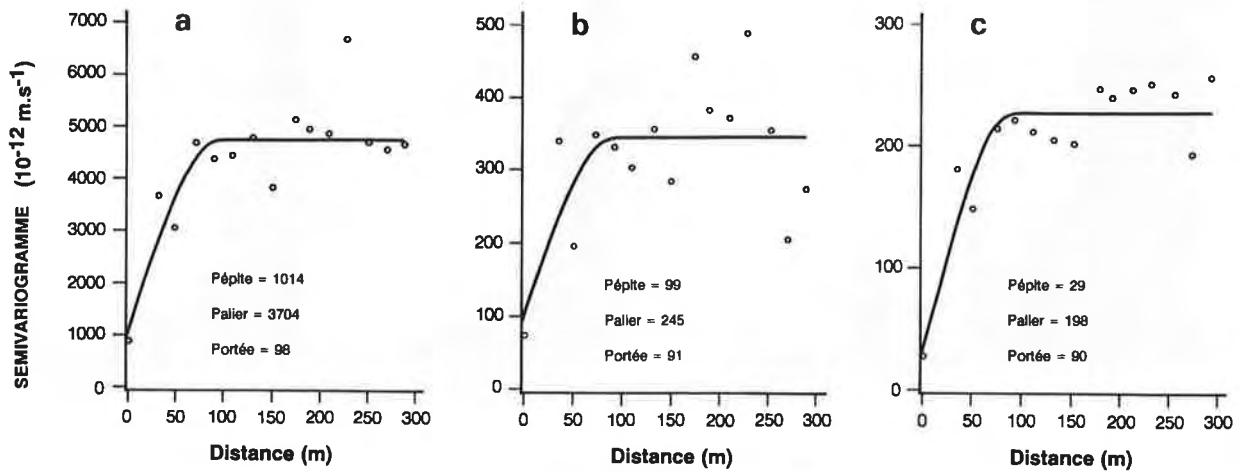 a
7000
6000
5000
4000
3000
2000
1000
0
SEMIVARIOGRAMME (10⁻¹² m.s⁻¹)
Pépite = 1014
Palier = 3704
Portée = 98
0 50 100 150 200 250 300
Distance (m)
b
500
400
300
200
100
0
Pépite = 99
Palier = 245
Portée = 91
0 50 100 150 200 250 300
Distance (m)
c
300
200
100
0
Pépite = 29
Palier = 198
Portée = 90
0 50 100 150 200 250 300
Distance (m)